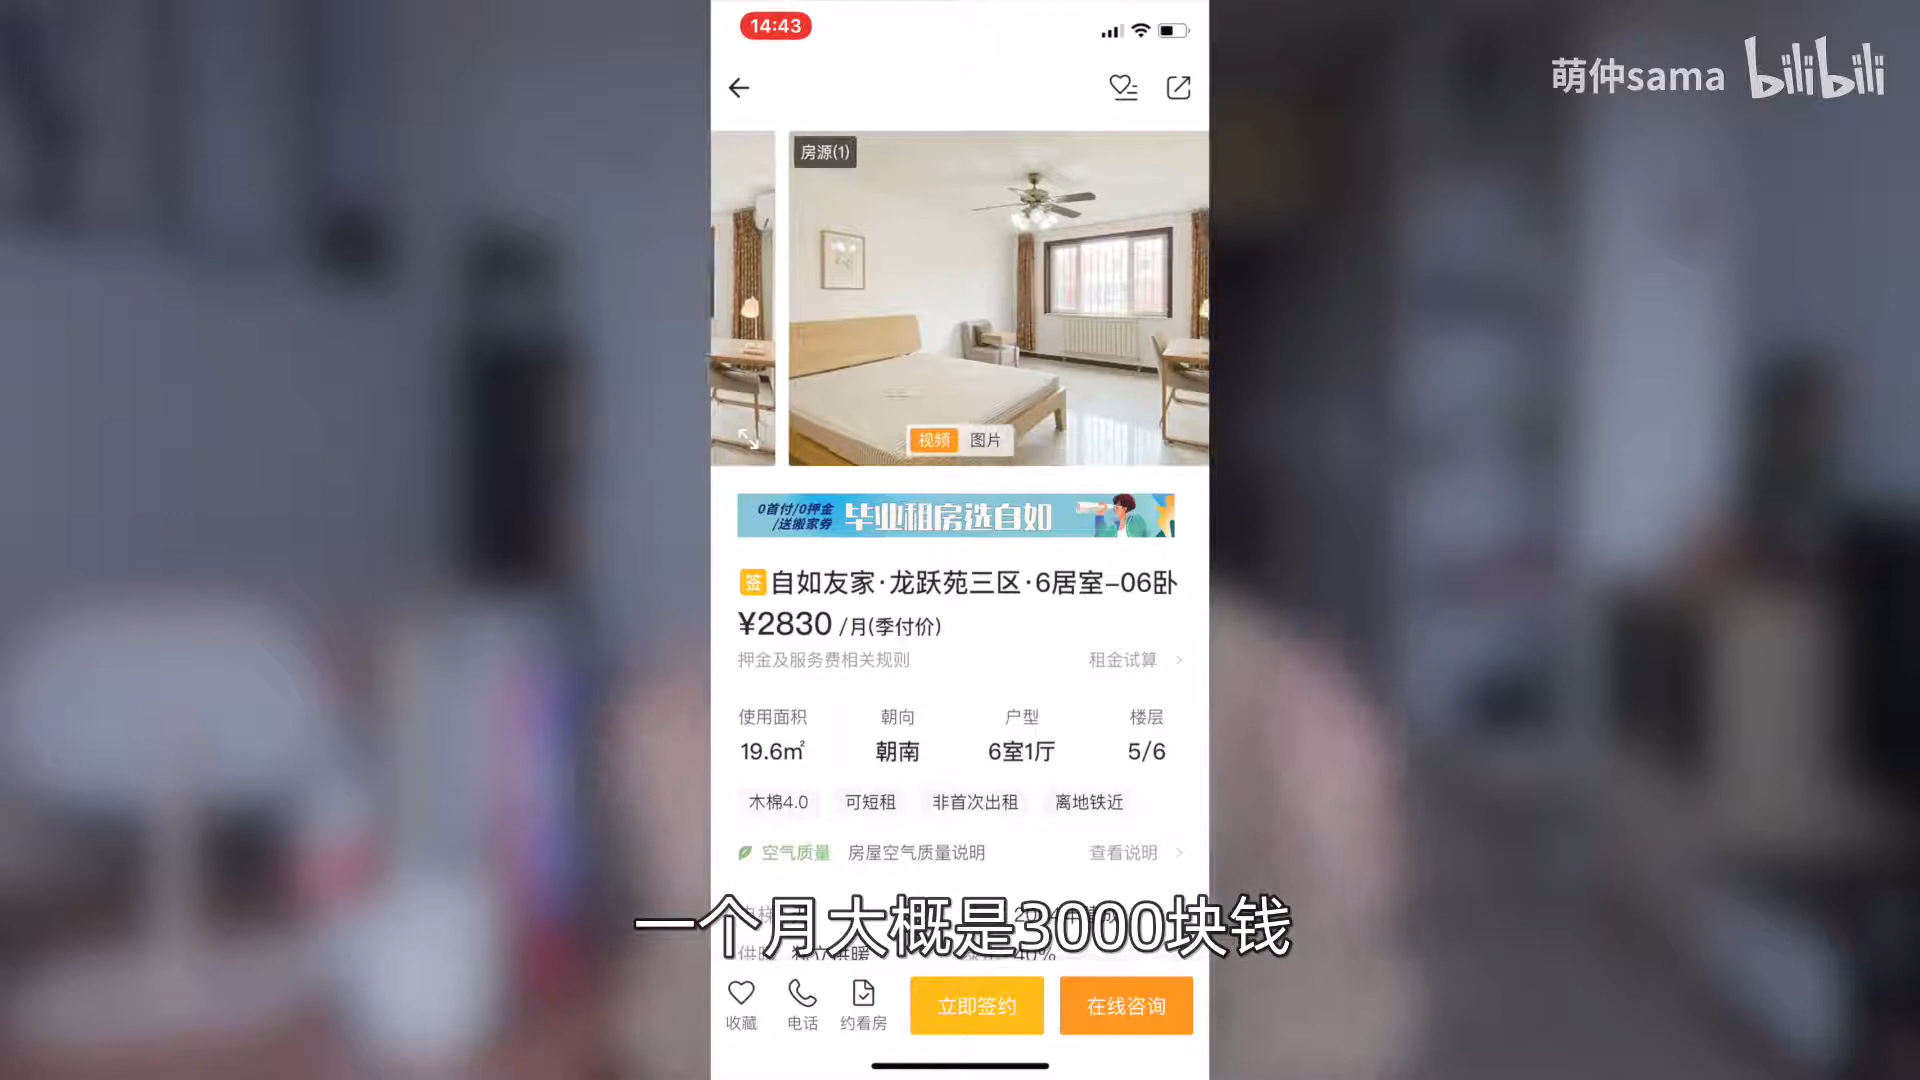 14:43
萌仲sama bilibili
房源(1)
视频 图片
0首付/0押金
/送搬家券
毕业租房选自如
签 自如友家·龙跃苑三区·6居室-06卧
¥2830 /月(季付价)
押金及服务费相关规则 租金试算 >
使用面积 朝向 户型 楼层
19.6㎡ 朝南 6室1厅 5/6
木棉4.0 可短租 非首次出租 离地铁近
空气质量 房屋空气质量说明 查看说明 >
一个月大概是3000块钱
供暖 独立供暖 40%
收藏 电话 约看房 立即签约 在线咨询